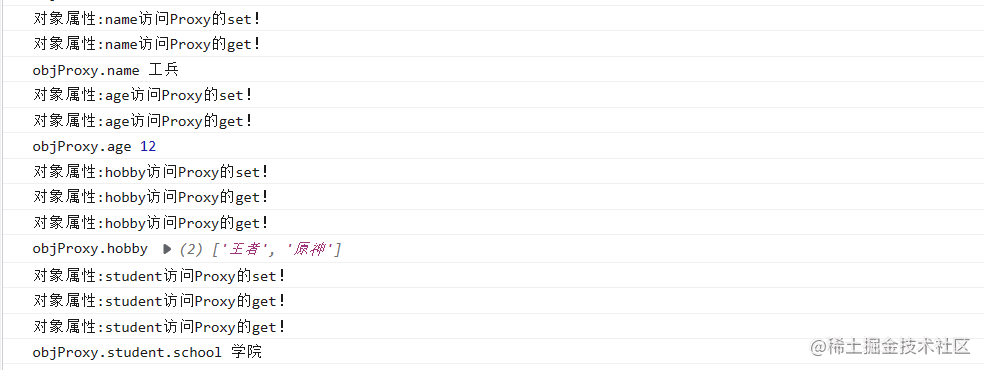 对象属性:name访问Proxy的set!
对象属性:name访问Proxy的get!
objProxy.name 工兵
对象属性:age访问Proxy的set!
对象属性:age访问Proxy的get!
objProxy.age 12
对象属性:hobby访问Proxy的set!
对象属性:hobby访问Proxy的get!
对象属性:hobby访问Proxy的get!
objProxy.hobby ▶ (2) ['王者', '原神']
对象属性:student访问Proxy的set!
对象属性:student访问Proxy的get!
对象属性:student访问Proxy的get!
objProxy.student.school 学院
@稀土掘金技术社区